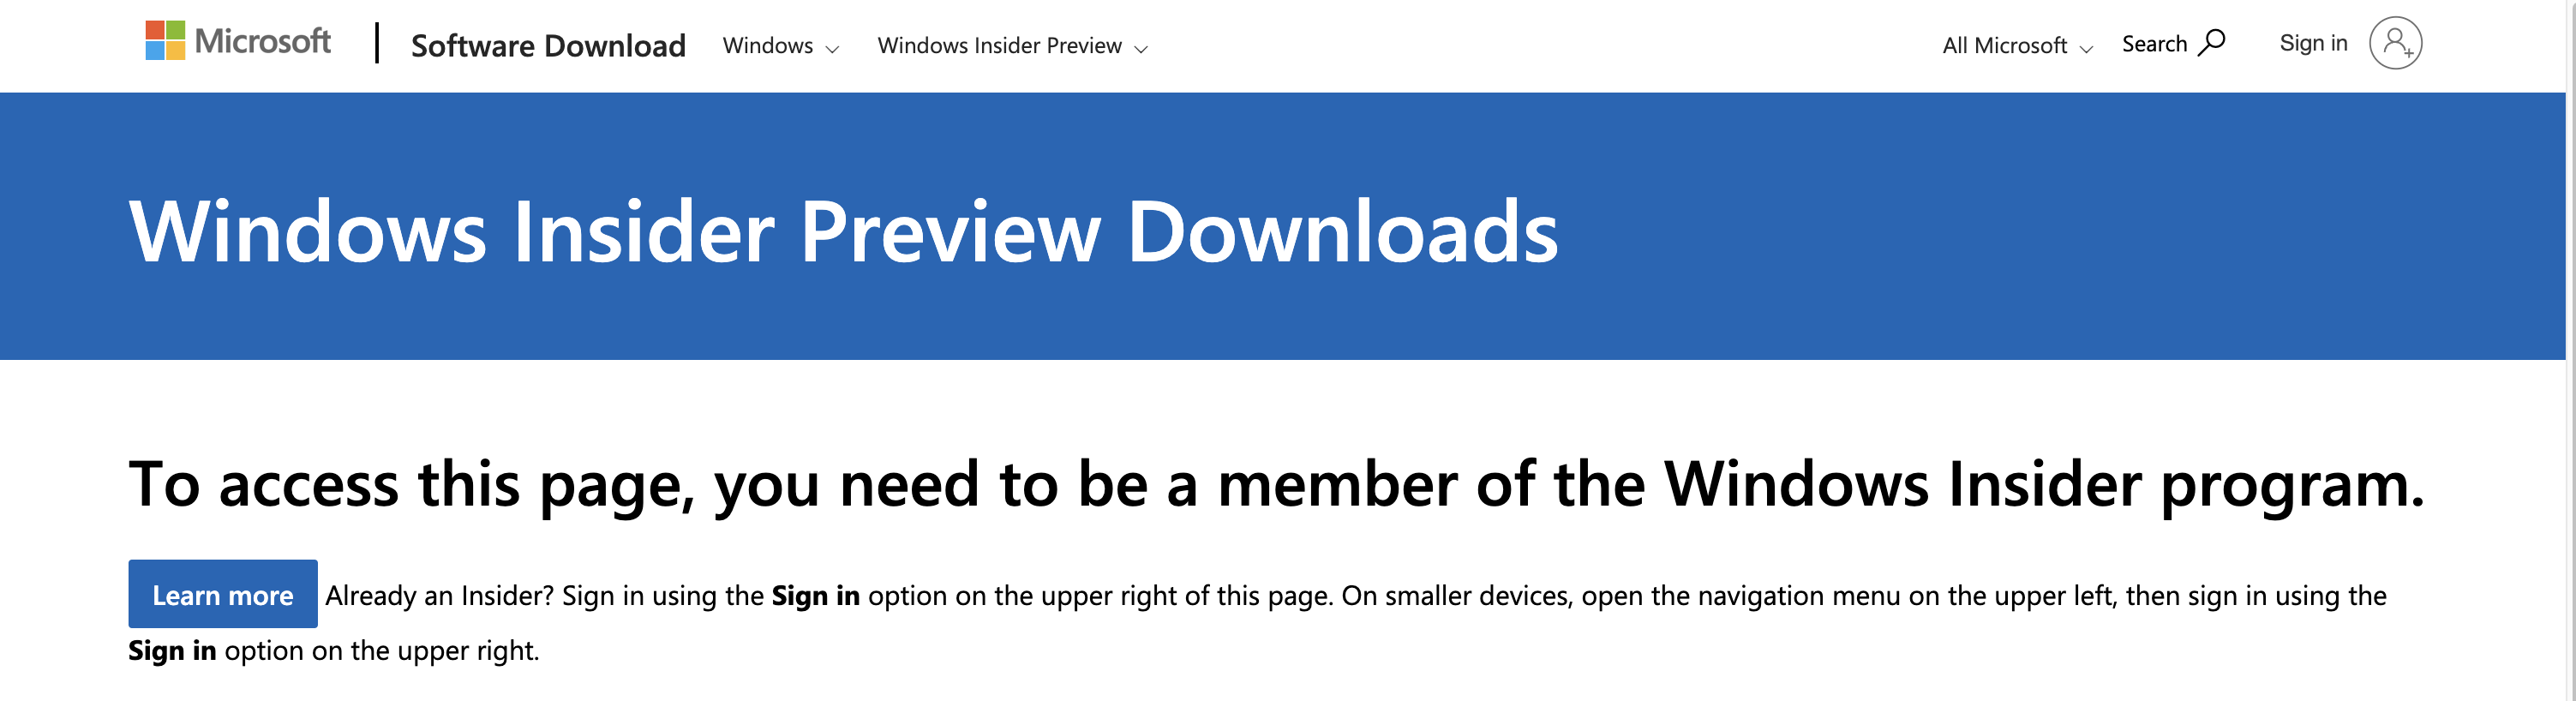 Microsoft Software Download Windows Windows Insider Preview All Microsoft Search Sign in
Windows Insider Preview Downloads
To access this page, you need to be a member of the Windows Insider program.
Learn more Already an Insider? Sign in using the Sign in option on the upper right of this page. On smaller devices, open the navigation menu on the upper left, then sign in using the
Sign in option on the upper right.